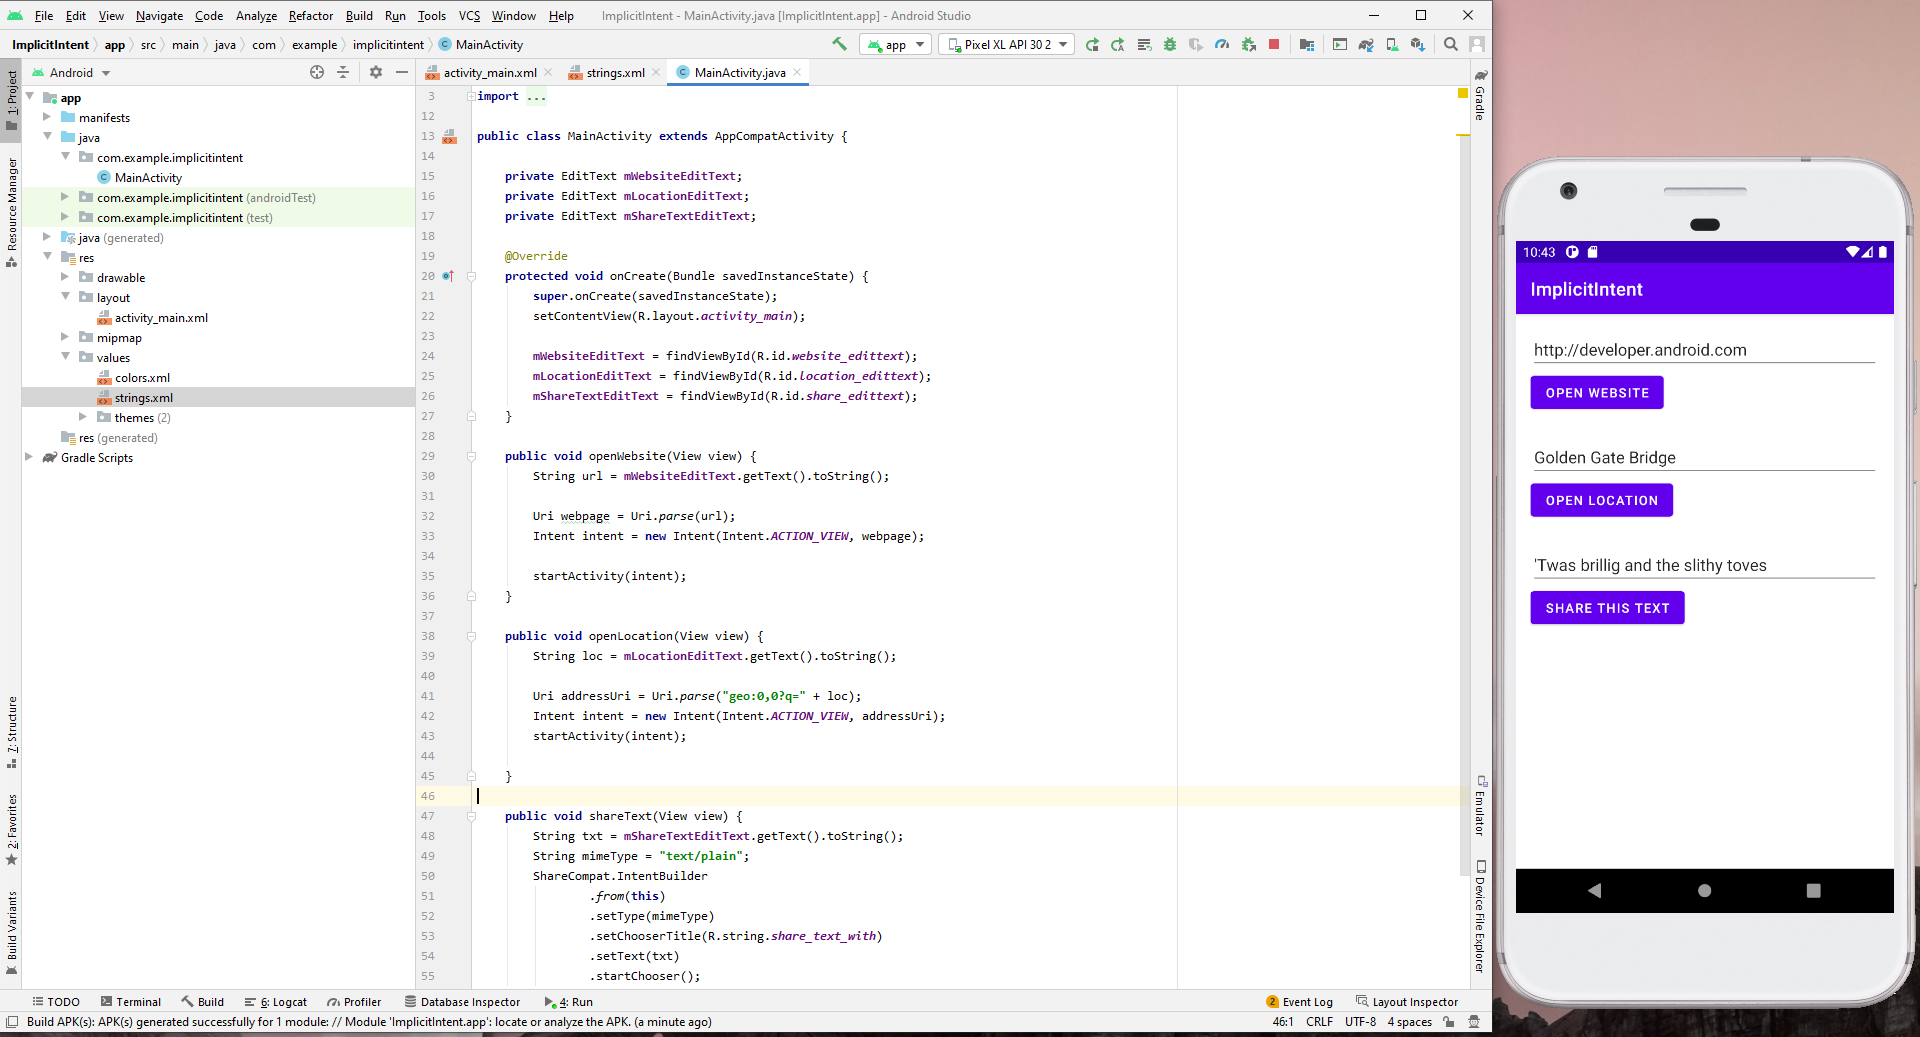 File Edit View Navigate Code Analyze Refactor Build Run Tools VCS Window Help ImplicitIntent - MainActivity.java [ImplicitIntent.app] - Android Studio
ImplicitIntent app src main java com example implicitintent MainActivity app Pixel XL API 30 2
Android activity_main.xml strings.xml MainActivity.java
1: Project
Resource Manager
7: Structure
2: Favorites
Build Variants
app
manifests
java
com.example.implicitintent
MainActivity
com.example.implicitintent (androidTest)
com.example.implicitintent (test)
java (generated)
res
drawable
layout
activity_main.xml
mipmap
values
colors.xml
strings.xml
themes (2)
res (generated)
Gradle Scripts
3 import ...
12
13 public class MainActivity extends AppCompatActivity {
14
15 private EditText mWebsiteEditText;
16 private EditText mLocationEditText;
17 private EditText mShareTextEditText;
18
19 @Override
20 protected void onCreate(Bundle savedInstanceState) {
21 super.onCreate(savedInstanceState);
22 setContentView(R.layout.activity_main);
23
24 mWebsiteEditText = findViewById(R.id.website_edittext);
25 mLocationEditText = findViewById(R.id.location_edittext);
26 mShareTextEditText = findViewById(R.id.share_edittext);
27 }
28
29 public void openWebsite(View view) {
30 String url = mWebsiteEditText.getText().toString();
31
32 Uri webpage = Uri.parse(url);
33 Intent intent = new Intent(Intent.ACTION_VIEW, webpage);
34
35 startActivity(intent);
36 }
37
38 public void openLocation(View view) {
39 String loc = mLocationEditText.getText().toString();
40
41 Uri addressUri = Uri.parse("geo:0,0?q=" + loc);
42 Intent intent = new Intent(Intent.ACTION_VIEW, addressUri);
43 startActivity(intent);
44
45 }
46
47 public void shareText(View view) {
48 String txt = mShareTextEditText.getText().toString();
49 String mimeType = "text/plain";
50 ShareCompat.IntentBuilder
51 .from(this)
52 .setType(mimeType)
53 .setChooserTitle(R.string.share_text_with)
54 .setText(txt)
55 .startChooser();
Gradle
Emulator
Device File Explorer
TODO Terminal Build 6: Logcat Profiler Database Inspector 4: Run 2 Event Log Layout Inspector
Build APK(s): APK(s) generated successfully for 1 module: // Module 'ImplicitIntent.app': locate or analyze the APK. (a minute ago) 46:1 CRLF UTF-8 4 spaces
10:43
ImplicitIntent
http://developer.android.com
OPEN WEBSITE
Golden Gate Bridge
OPEN LOCATION
'Twas brillig and the slithy toves
SHARE THIS TEXT